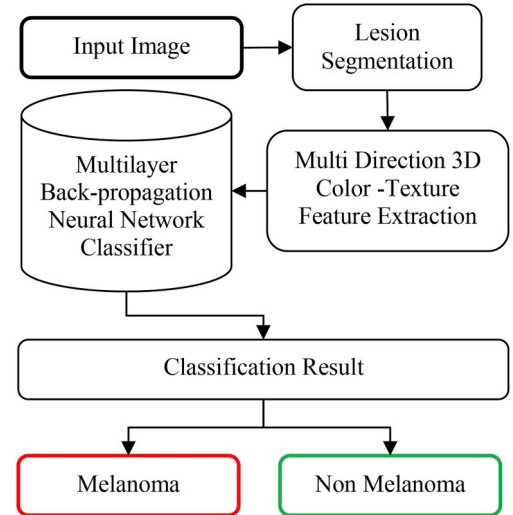 Input Image
Lesion
Segmentation
Multi Direction 3D
Color -Texture
Feature Extraction
Multilayer
Back-propagation
Neural Network
Classifier
Classification Result
Melanoma
Non Melanoma